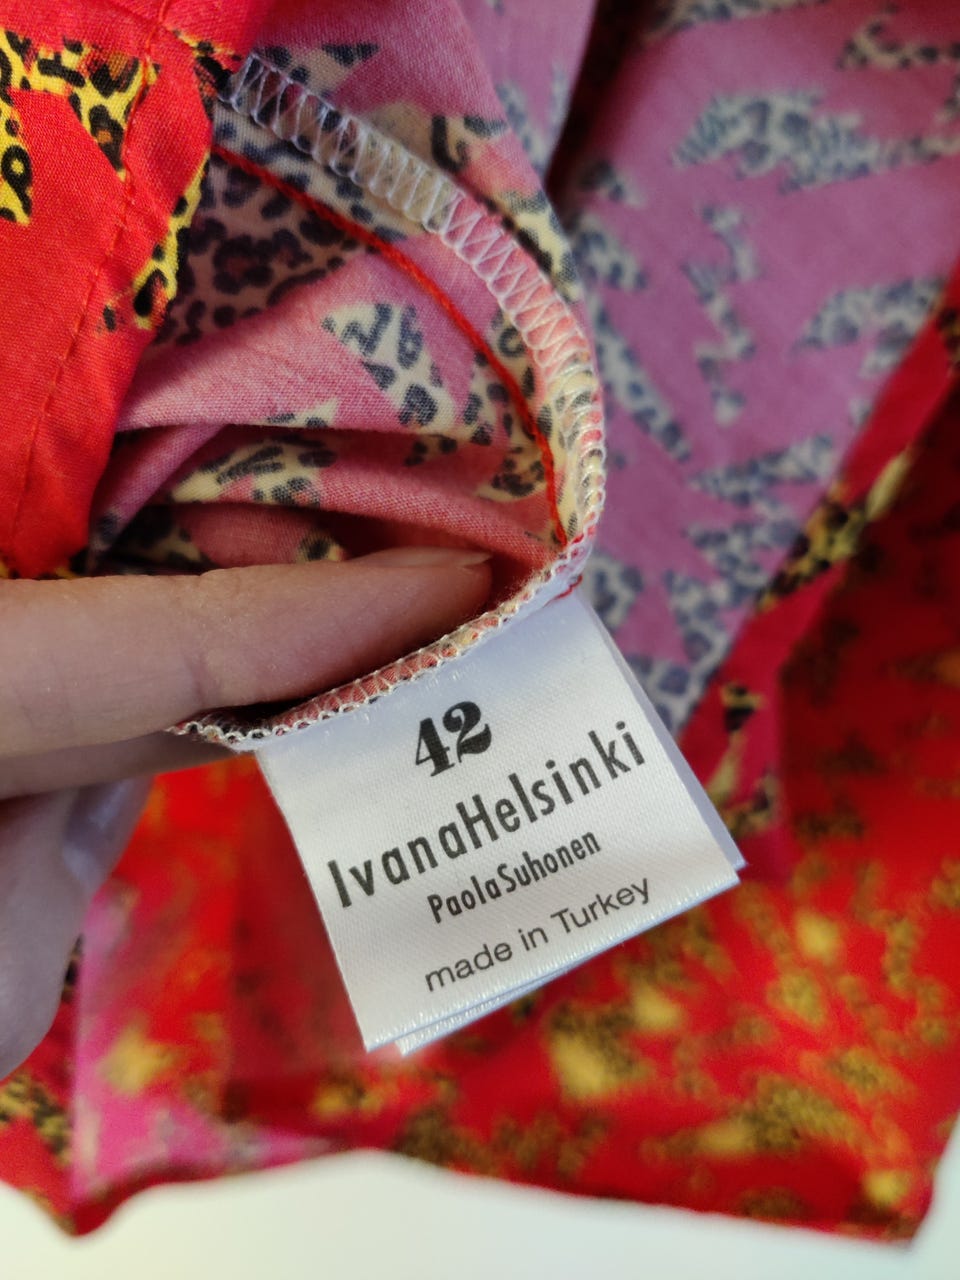 42
IvanaHelsinki
PaolaSuhonen
made in Turkey